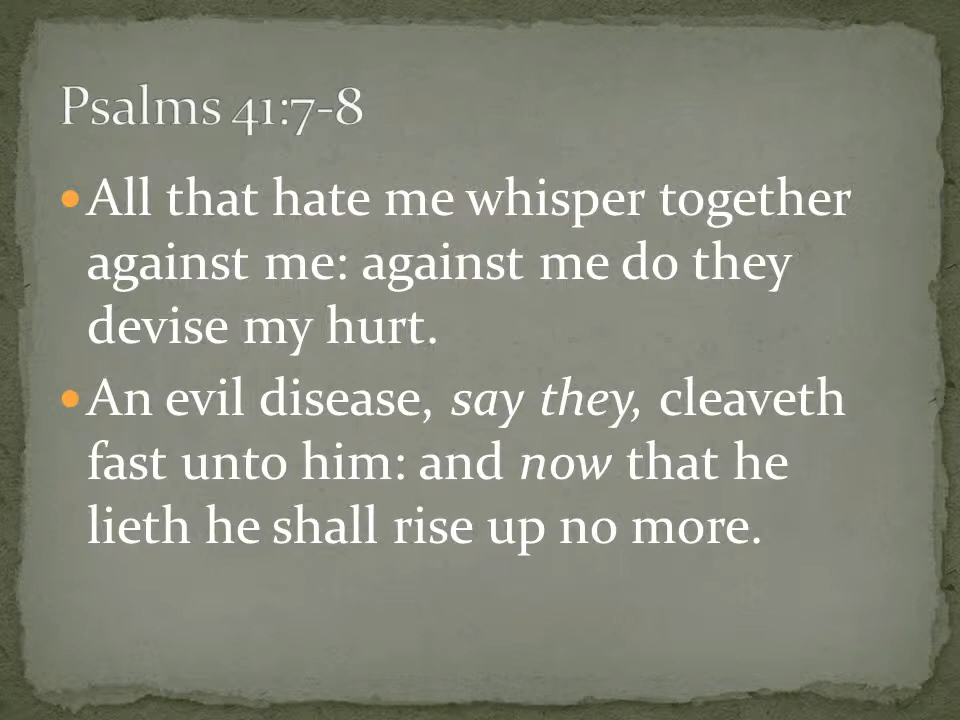 Psalms 41:7-8
All that hate me whisper together
against me: against me do they
devise my hurt.
An evil disease, say they, cleaveth
fast unto him: and now that he
lieth he shall rise up no more.